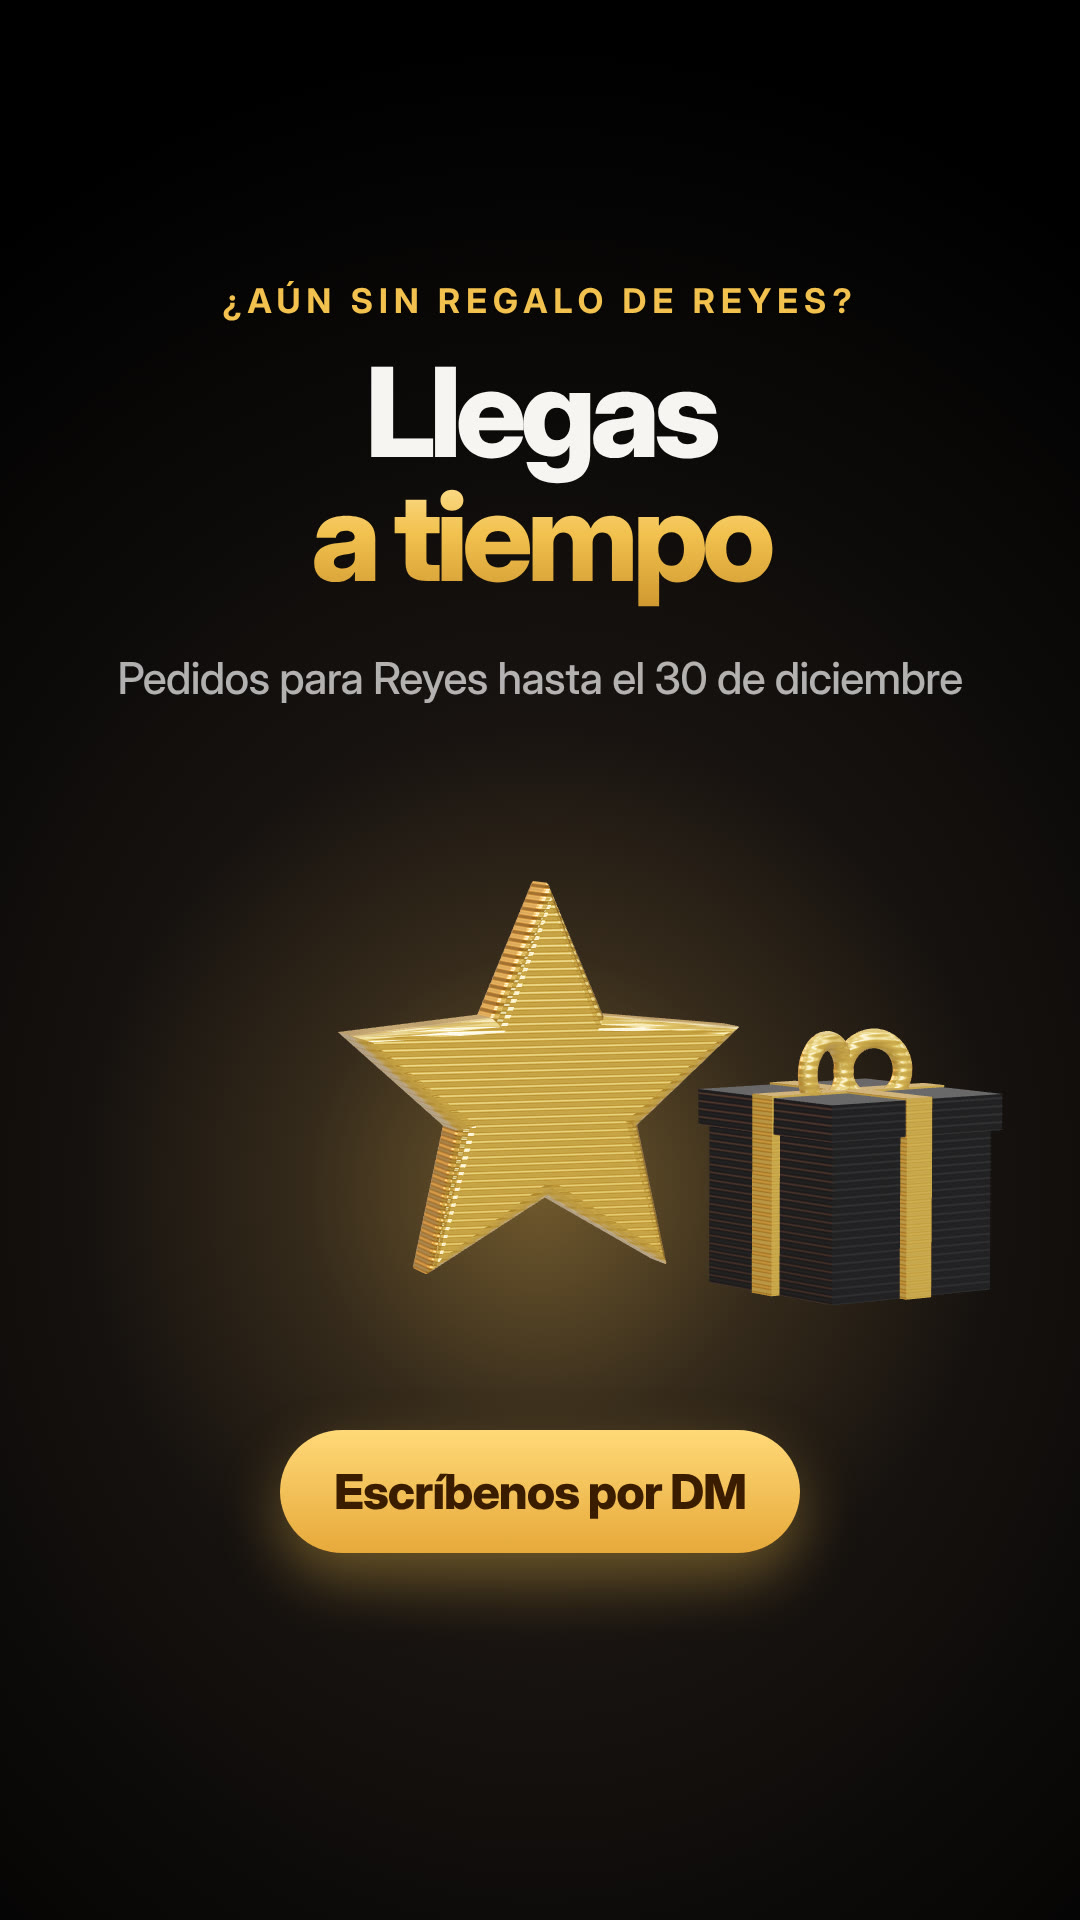 ¿AÚN SIN REGALO DE REYES?
Llegas
a tiempo
Pedidos para Reyes hasta el 30 de diciembre
Escríbenos por DM